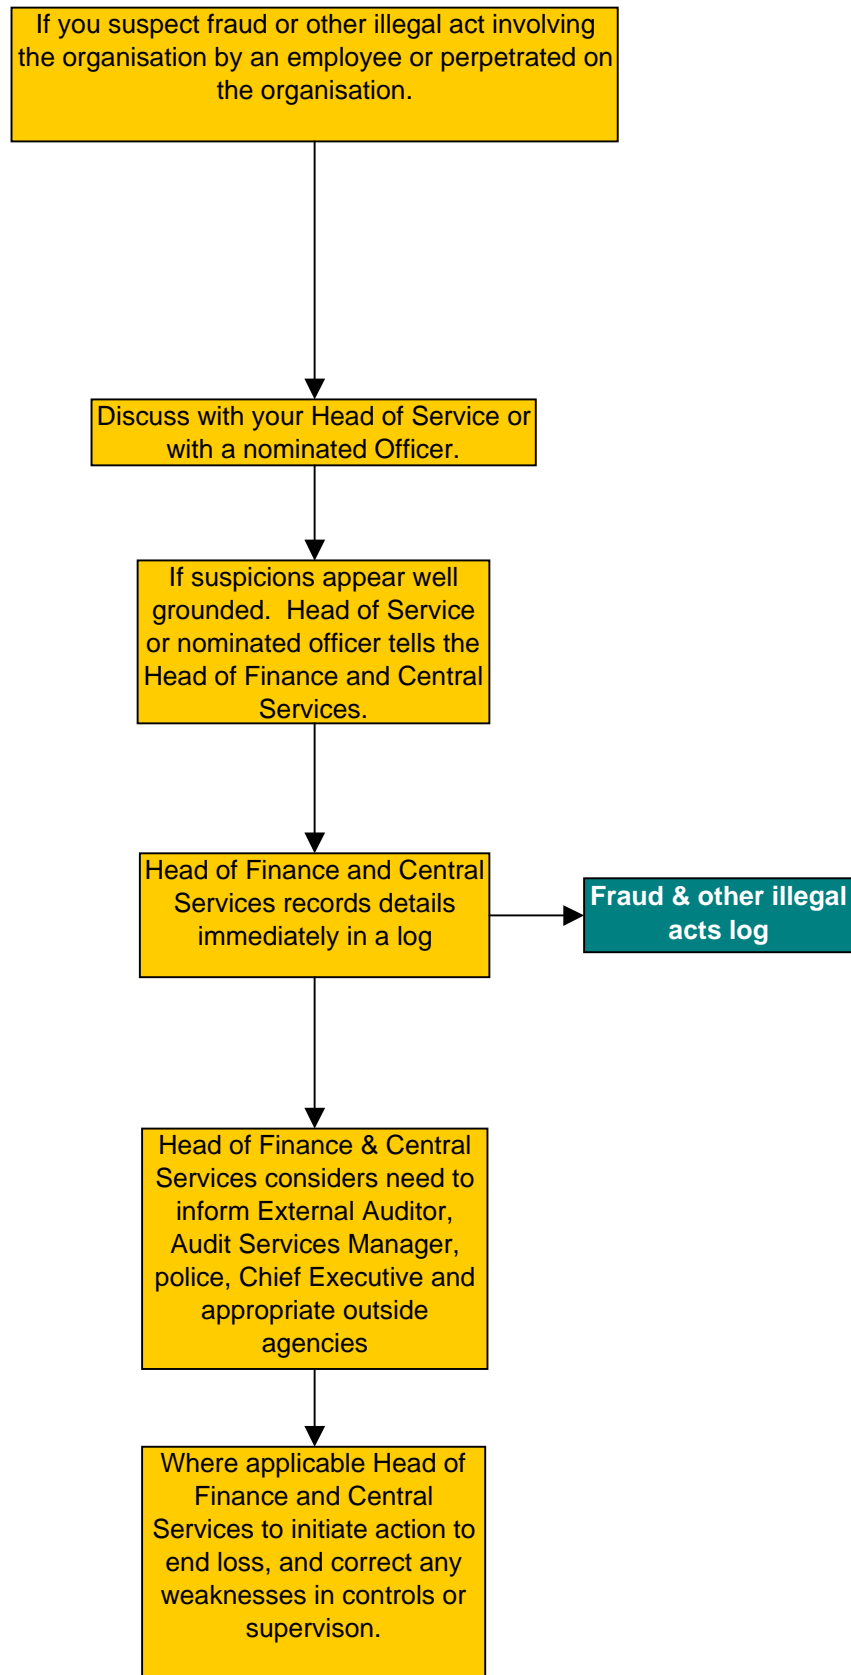 If you suspect fraud or other illegal act involving
the organisation by an employee or perpetrated on
the organisation.
Discuss with your Head of Service or
with a nominated Officer.
If suspicions appear well
grounded.  Head of Service
or nominated officer tells the
Head of Finance and Central
Services.
Head of Finance and Central
Services records details
immediately in a log
Fraud & other illegal
acts log
Head of Finance & Central
Services considers need to
inform External Auditor,
Audit Services Manager,
police, Chief Executive and
appropriate outside
agencies
Where applicable Head of
Finance and Central
Services to initiate action to
end loss, and correct any
weaknesses in controls or
supervison.